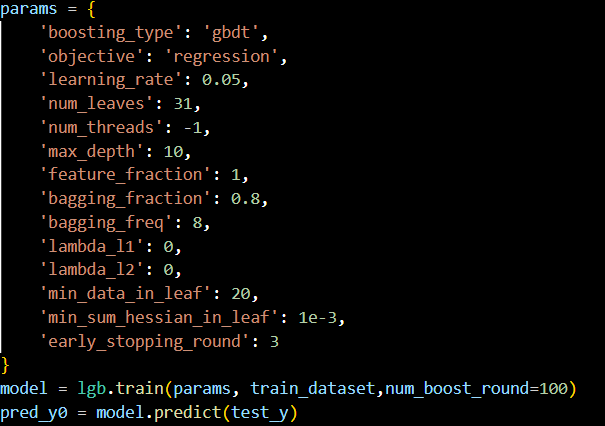 params = {
    'boosting_type': 'gbdt',
    'objective': 'regression',
    'learning_rate': 0.05,
    'num_leaves': 31,
    'num_threads': -1,
    'max_depth': 10,
    'feature_fraction': 1,
    'bagging_fraction': 0.8,
    'bagging_freq': 8,
    'lambda_l1': 0,
    'lambda_l2': 0,
    'min_data_in_leaf': 20,
    'min_sum_hessian_in_leaf': 1e-3,
    'early_stopping_round': 3
}
model = lgb.train(params, train_dataset,num_boost_round=100)
pred_y0 = model.predict(test_y)